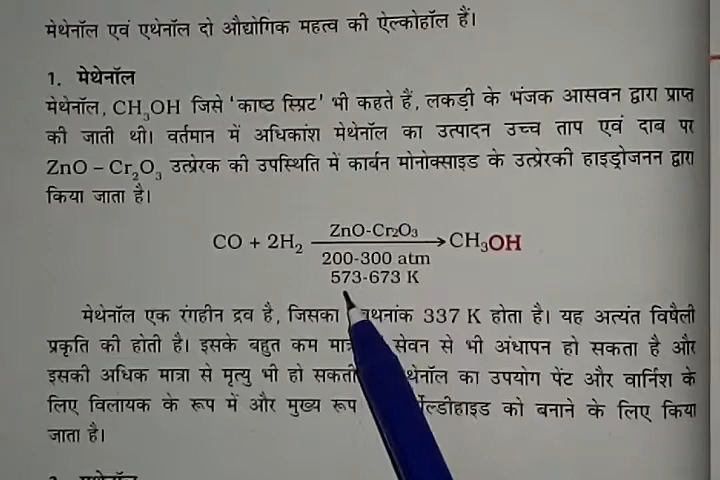 मेथेनॉल एवं एथेनॉल दो औद्योगिक महत्व की ऐल्कोहॉल हैं।
1. मेथेनॉल
मेथेनॉल, CH₃OH जिसे 'काष्ठ स्प्रिट' भी कहते हैं, लकड़ी के भंजक आसवन द्वारा प्राप्त
की जाती थी। वर्तमान में अधिकांश मेथेनॉल का उत्पादन उच्च ताप एवं दाब पर
ZnO – Cr₂O₃ उत्प्रेरक की उपस्थिति में कार्बन मोनोक्साइड के उत्प्रेरकी हाइड्रोजनन द्वारा
किया जाता है।
CO + 2H₂ ZnO-Cr₂O₃ → CH₃OH
200-300 atm
573-673 K
मेथेनॉल एक रंगहीन द्रव है, जिसका 337 K होता है। यह अत्यंत विषैली
प्रकृति की होती है। इसके बहुत कम सेवन से भी अंधापन हो सकता है और
इसकी अधिक मात्रा से मृत्यु भी हो सकती का उपयोग पेंट और वार्निश के
लिए विलायक के रूप में और मुख्य रूप को बनाने के लिए किया
जाता है।